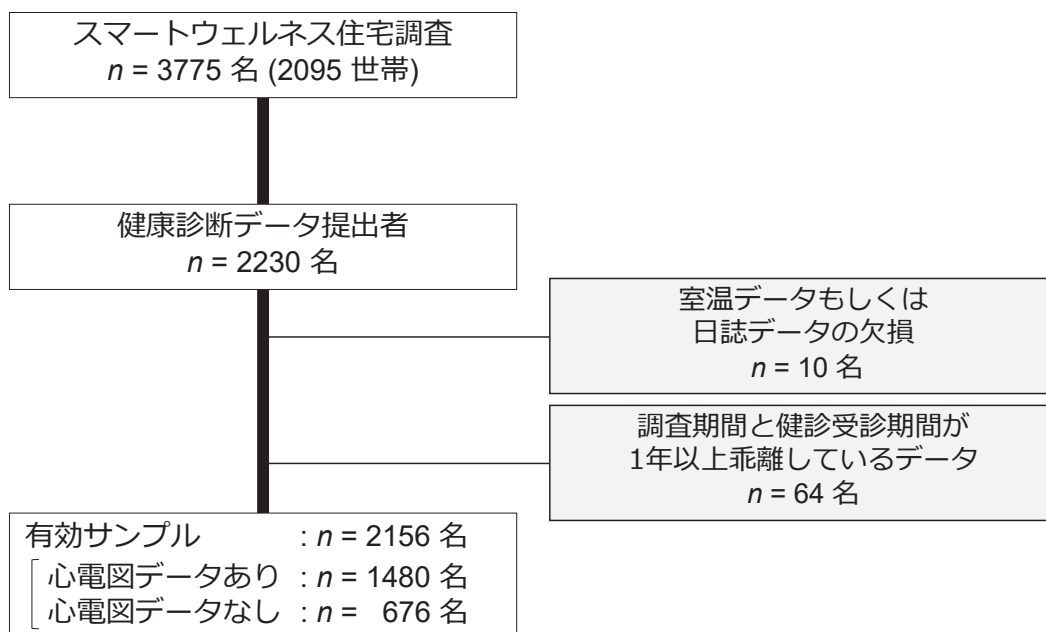 スマートウェルネス住宅調査
n = 3775 名 (2095 世帯)
健康診断データ提出者
n = 2230 名
室温データもしくは
日誌データの欠損
n = 10 名
調査期間と健診受診期間が
1年以上乖離しているデータ
n = 64 名
有効サンプル : n = 2156 名
心電図データあり : n = 1480 名
心電図データなし : n = 676 名